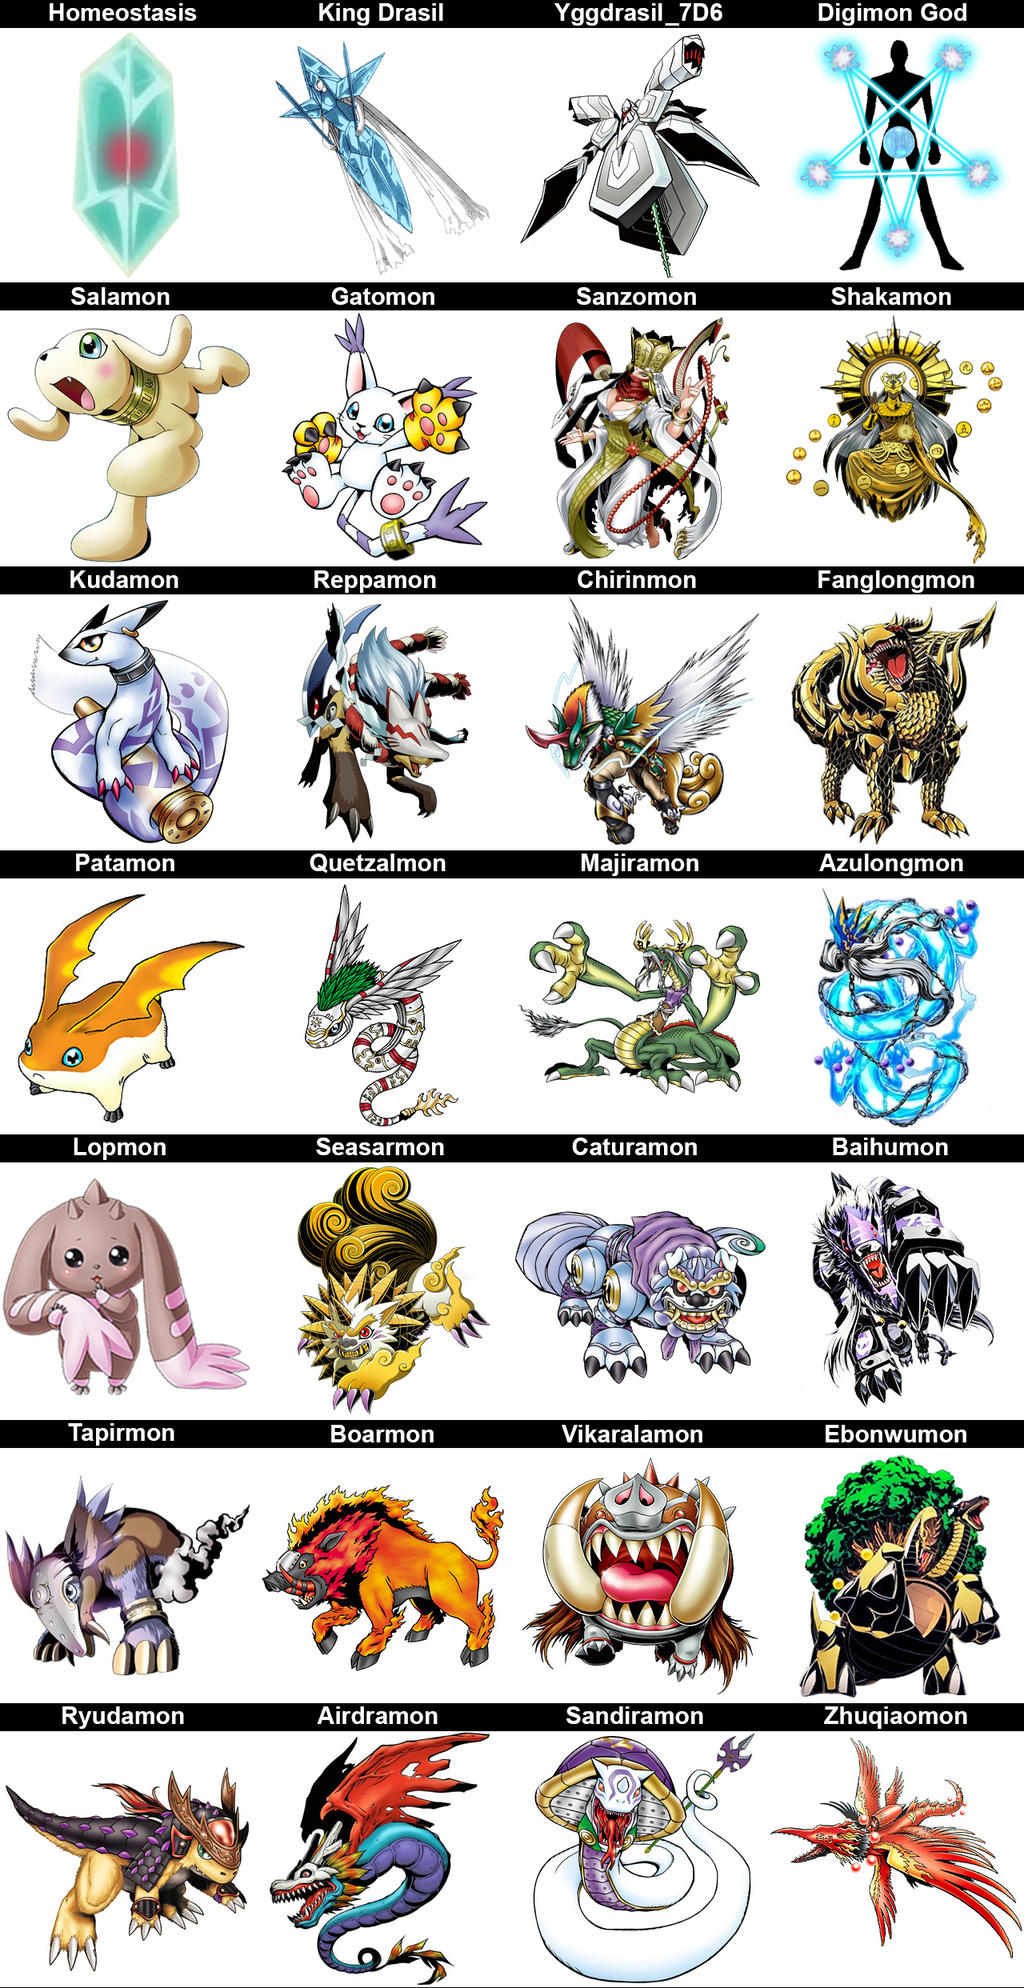 Homeostasis King Drasil Yggdrasil_7D6 Digimon God
Salamon Gatomon Sanzomon Shakamon
Kudamon Reppamon Chirinmon Fanglongmon
Patamon Quetzalmon Majiramon Azulongmon
Lopmon Seasarmon Caturamon Baihumon
Tapirmon Boarmon Vikaralamon Ebonwumon
Ryudamon Airdramon Sandiramon Zhuqiaomon